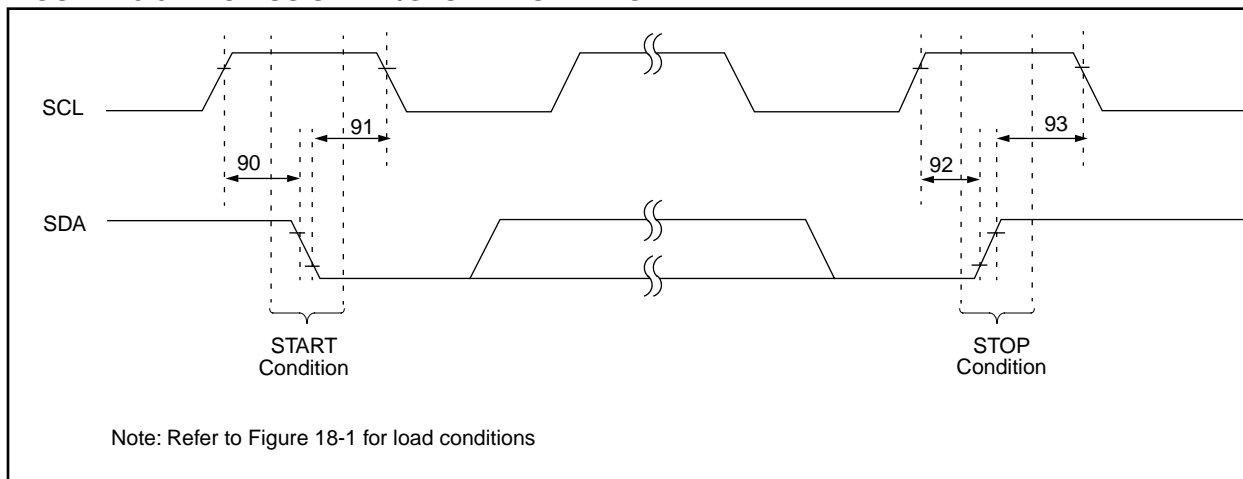 SCL
91
93
90
92
SDA
START
Condition
STOP
Condition
Note: Refer to Figure 18-1 for load conditions